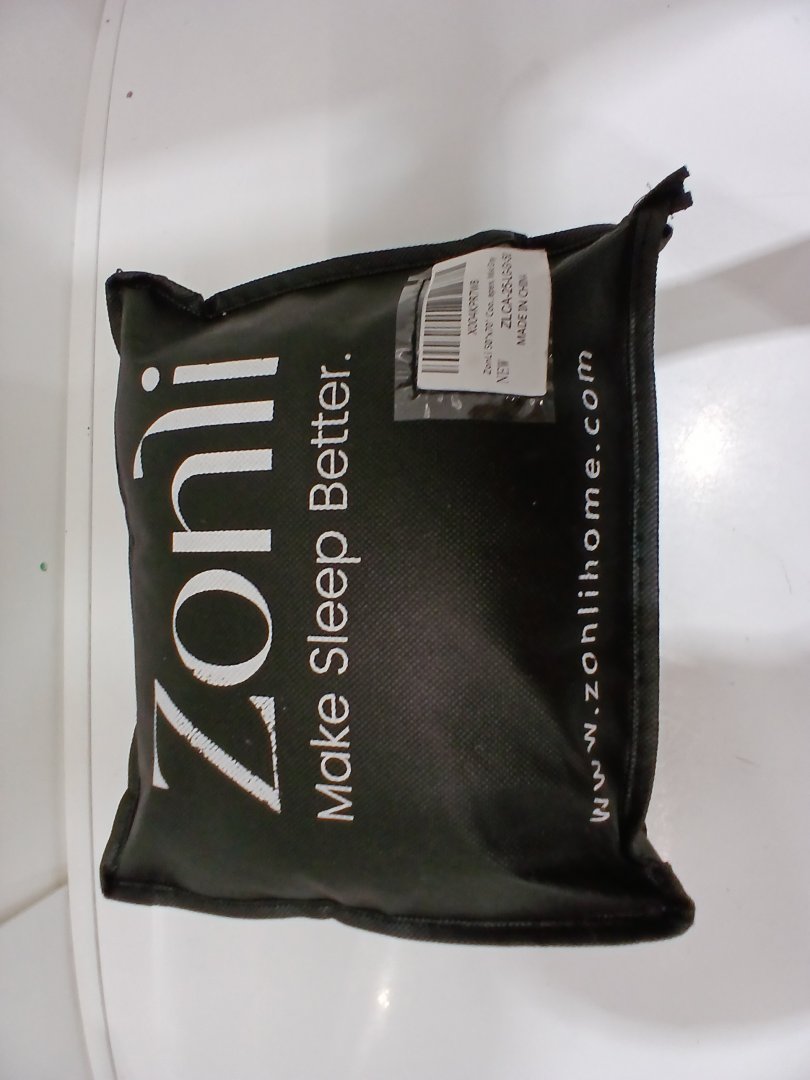 Zonli
Make Sleep Better.
NEW
MADE IN CHINA
www.zonlihome.com